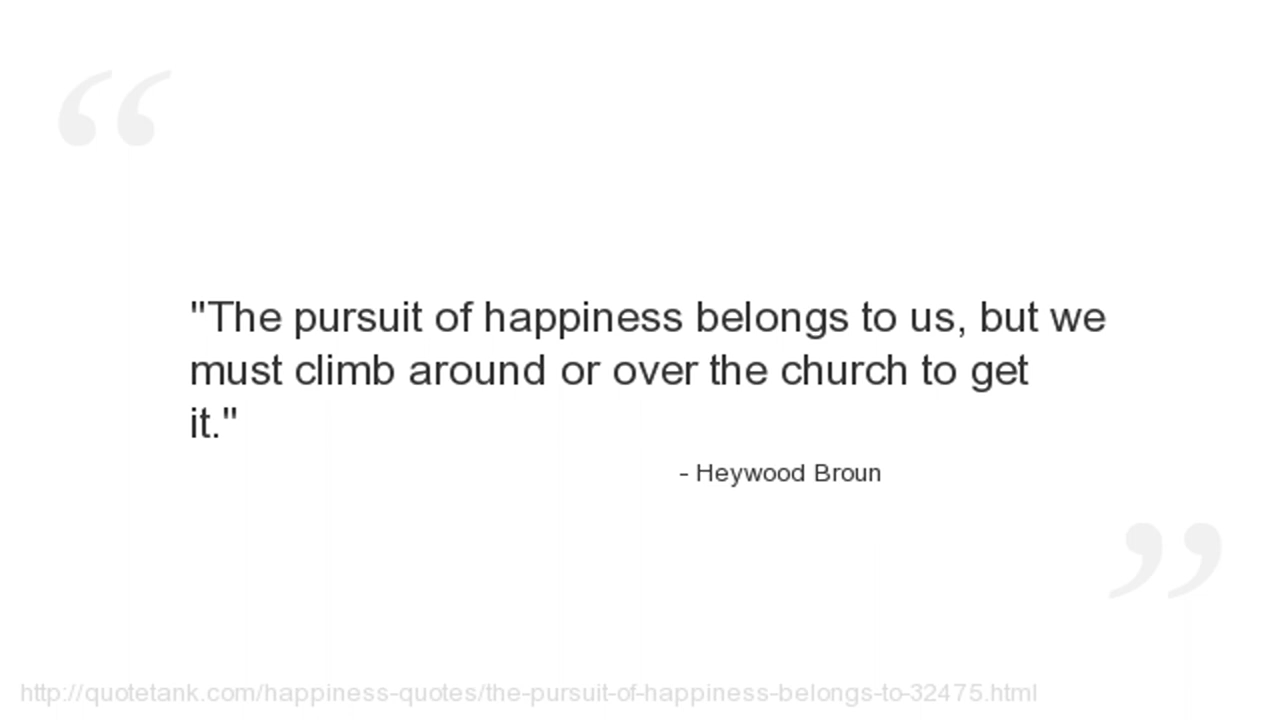 "The pursuit of happiness belongs to us, but we
must climb around or over the church to get
it."
- Heywood Broun
http://quotetank.com/happiness-quotes/the-pursuit-of-happiness-belongs-to-32475.html